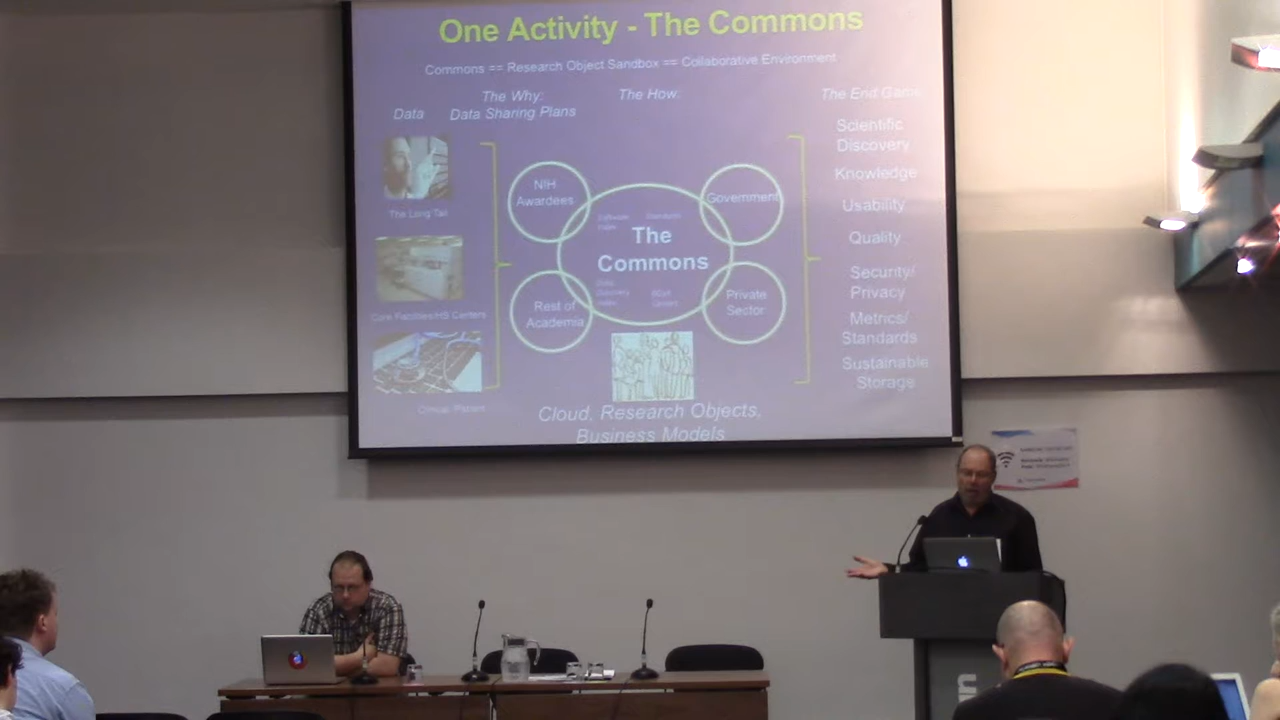 One Activity - The Commons
Commons == Research Object Sandbox == Collaborative Environment
Data
The Why:
Data Sharing Plans
The How:
The End Game
The Long Tail
Core Facilities/HS Centers
Clinical /Patient
NIH
Awardees
Government
The
Commons
Rest of
Academia
Private
Sector
Cloud, Research Objects,
Business Models
Scientific
Discovery
Knowledge
Usability
Quality
Security/
Privacy
Metrics/
Standards
Sustainable
Storage